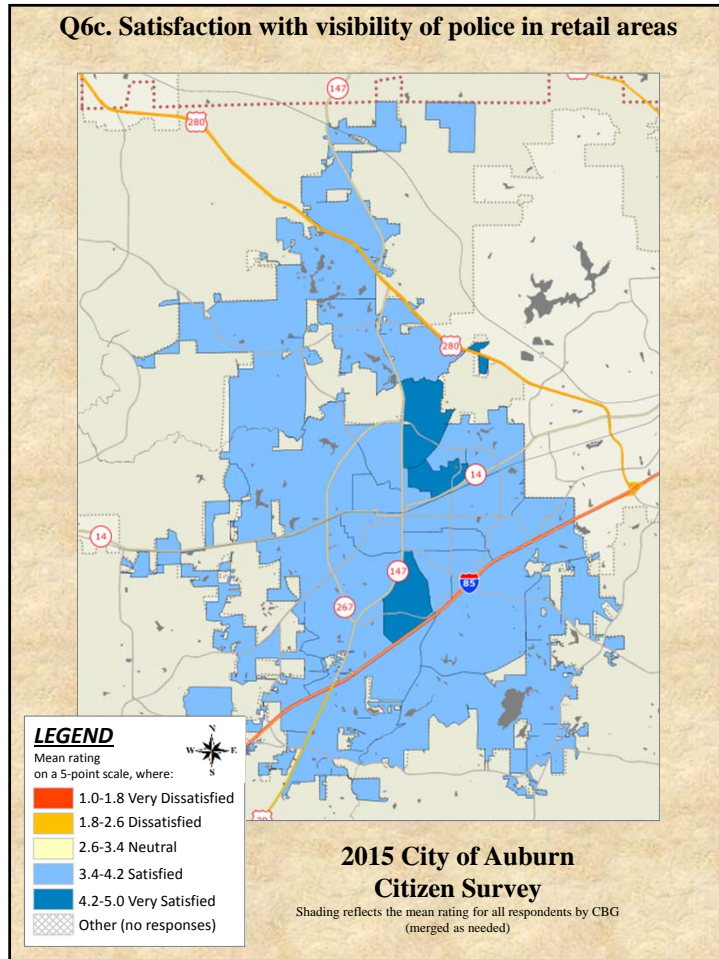 Q6c. Satisfaction with visibility of police in retail areas
147
280
280
14
14
147
85
267
LEGEND
Mean rating
on a 5-point scale, where:
N
W E
S
1.0-1.8 Very Dissatisfied
1.8-2.6 Dissatisfied
2.6-3.4 Neutral
3.4-4.2 Satisfied
4.2-5.0 Very Satisfied
Other (no responses)
2015 City of Auburn
Citizen Survey
Shading reflects the mean rating for all respondents by CBG
(merged as needed)